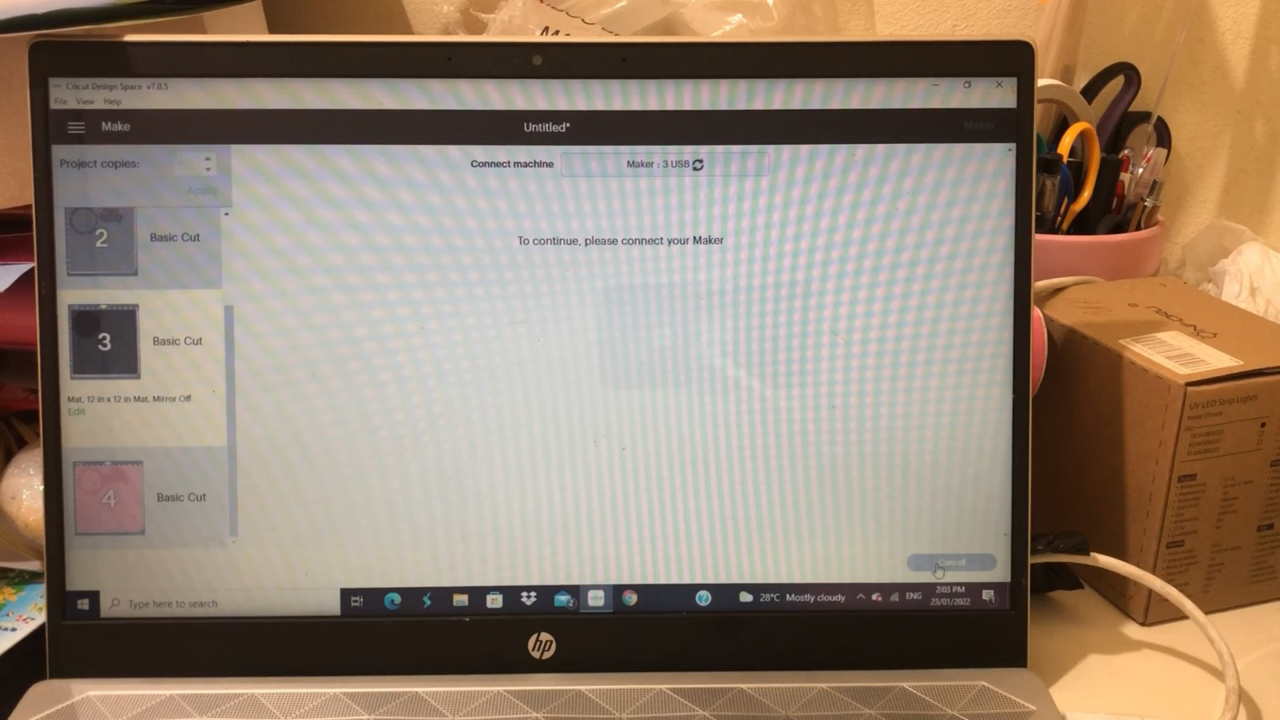 Cricut Design Space v7.0.5
File View Help
Make
Untitled*
Maker
Project copies:
Apply
Connect machine
Maker : 3 USB
To continue, please connect your Maker
2
Basic Cut
3
Basic Cut
Mat, 12 in x 12 in Mat, Mirror Off
Edit
4
Basic Cut
Cancel
Type here to search
28°C Mostly cloudy
ENG
2:03 PM
23/01/2022
hp
UV LED Strip Lights